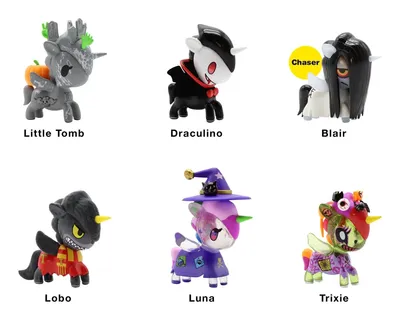 Chaser
Little Tomb
Draculino
Blair
Lobo
Luna
Trixie